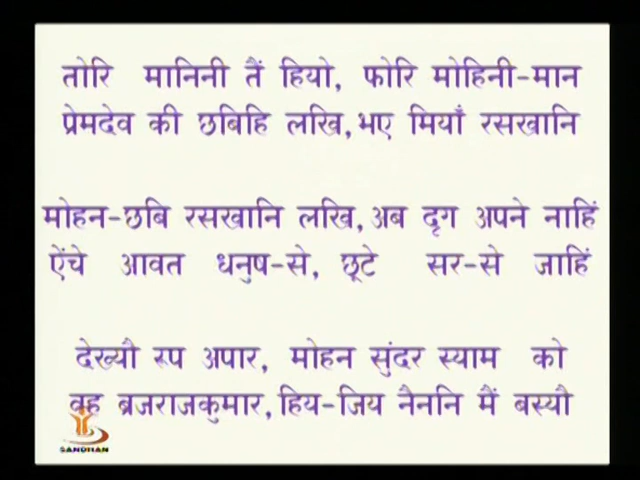 तोरि मानिनी तैं हियो, फोरि मोहिनी-मान
प्रेमदेव की छबिहि लखि, भए मियाँ रसखानि
मोहन-छबि रसखानि लखि, अब दृग अपने नाहिं
ऐंचे आवत धनुष-से, छूटे सर-से जाहिं
देख्यौ रूप अपार, मोहन सुंदर स्याम को
वह ब्रजराजकुमार, हिय-जिय नैननि मैं बस्यौ
SANDHAN